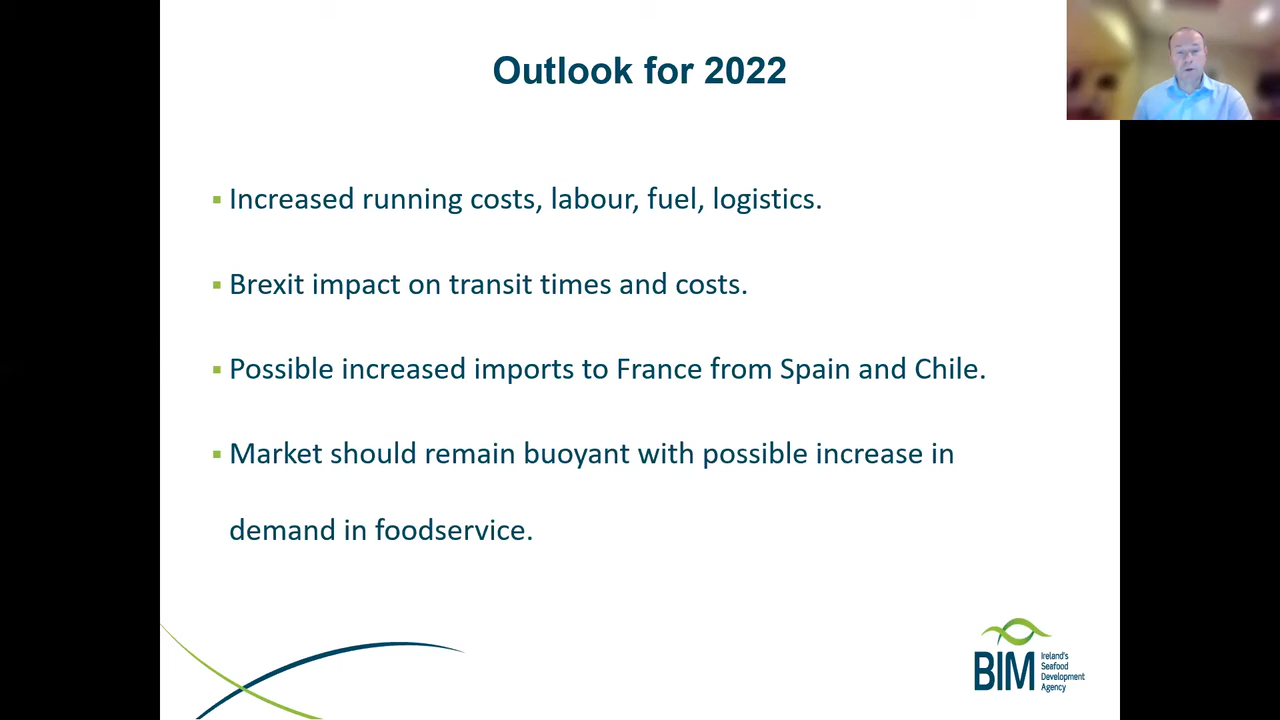 Outlook for 2022
Increased running costs, labour, fuel, logistics.
Brexit impact on transit times and costs.
Possible increased imports to France from Spain and Chile.
Market should remain buoyant with possible increase in
demand in foodservice.
BIM
Ireland's
Seafood
Development
Agency